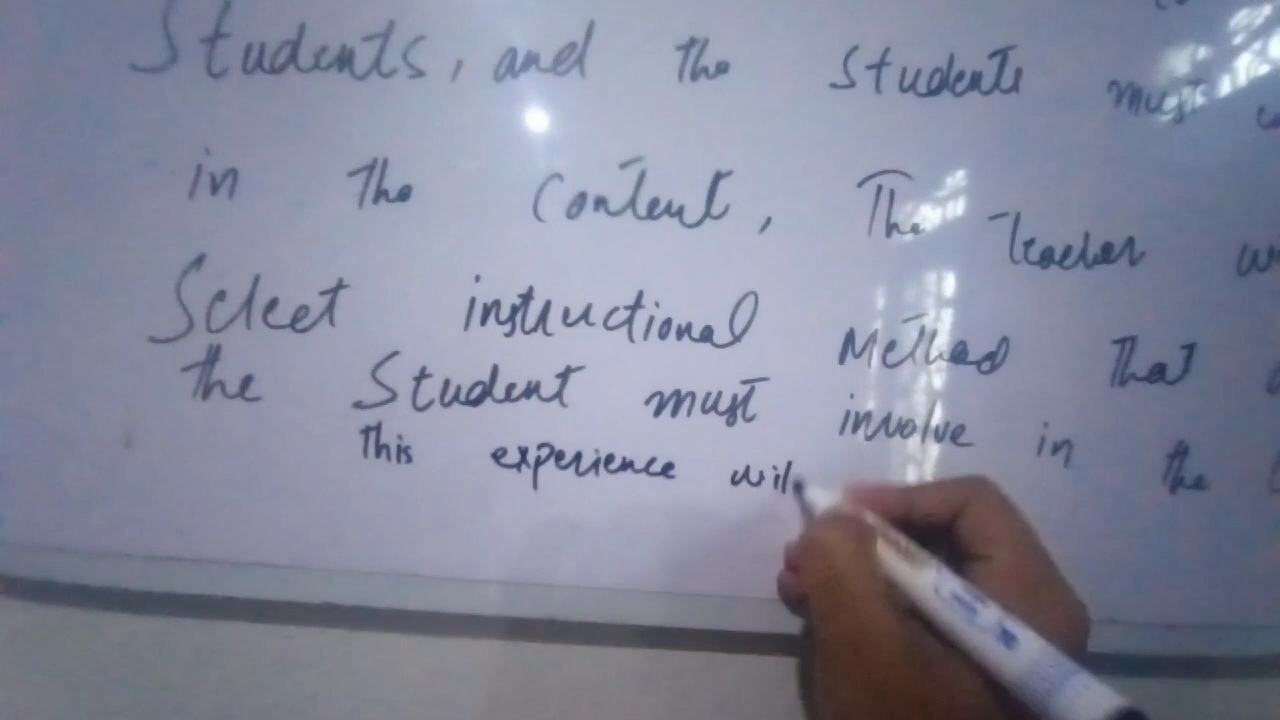 Students, and the Students must
in the Content, The Teacher
Select instructional Method That
the Student must involve in the
This experience wil